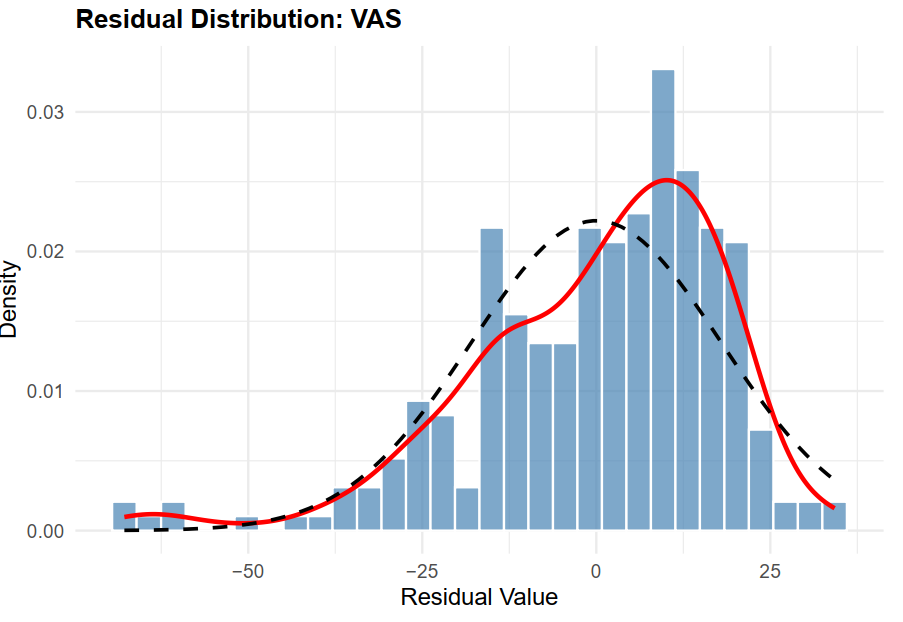 Residual Distribution: VAS
Density
0.03
0.02
0.01
0.00
−50 −25 0 25
Residual Value